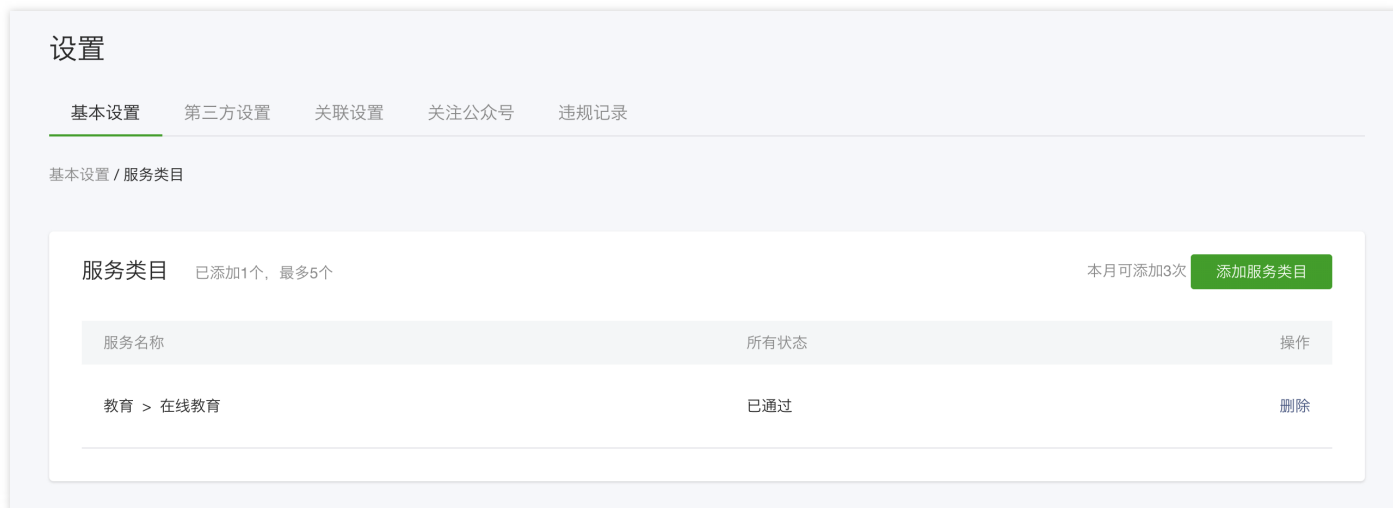 设置
基本设置 第三方设置 关联设置 关注公众号 违规记录
基本设置 / 服务类目
服务类目 已添加1个，最多5个 本月可添加3次 添加服务类目
服务名称 所有状态 操作
教育 > 在线教育 已通过 删除